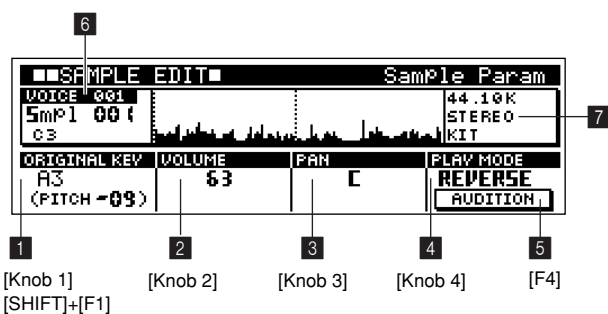 6
SAMPLE EDIT Sample Param
VOICE 001
Smpl 001
C3
44.10K
STEREO
KIT
7
ORIGINAL KEY VOLUME PAN PLAY MODE
A3 63 C REVERSE
(PITCH -09) AUDITION
1 2 3 4 5
[Knob 1] [Knob 2] [Knob 3] [Knob 4] [F4]
[SHIFT]+[F1]